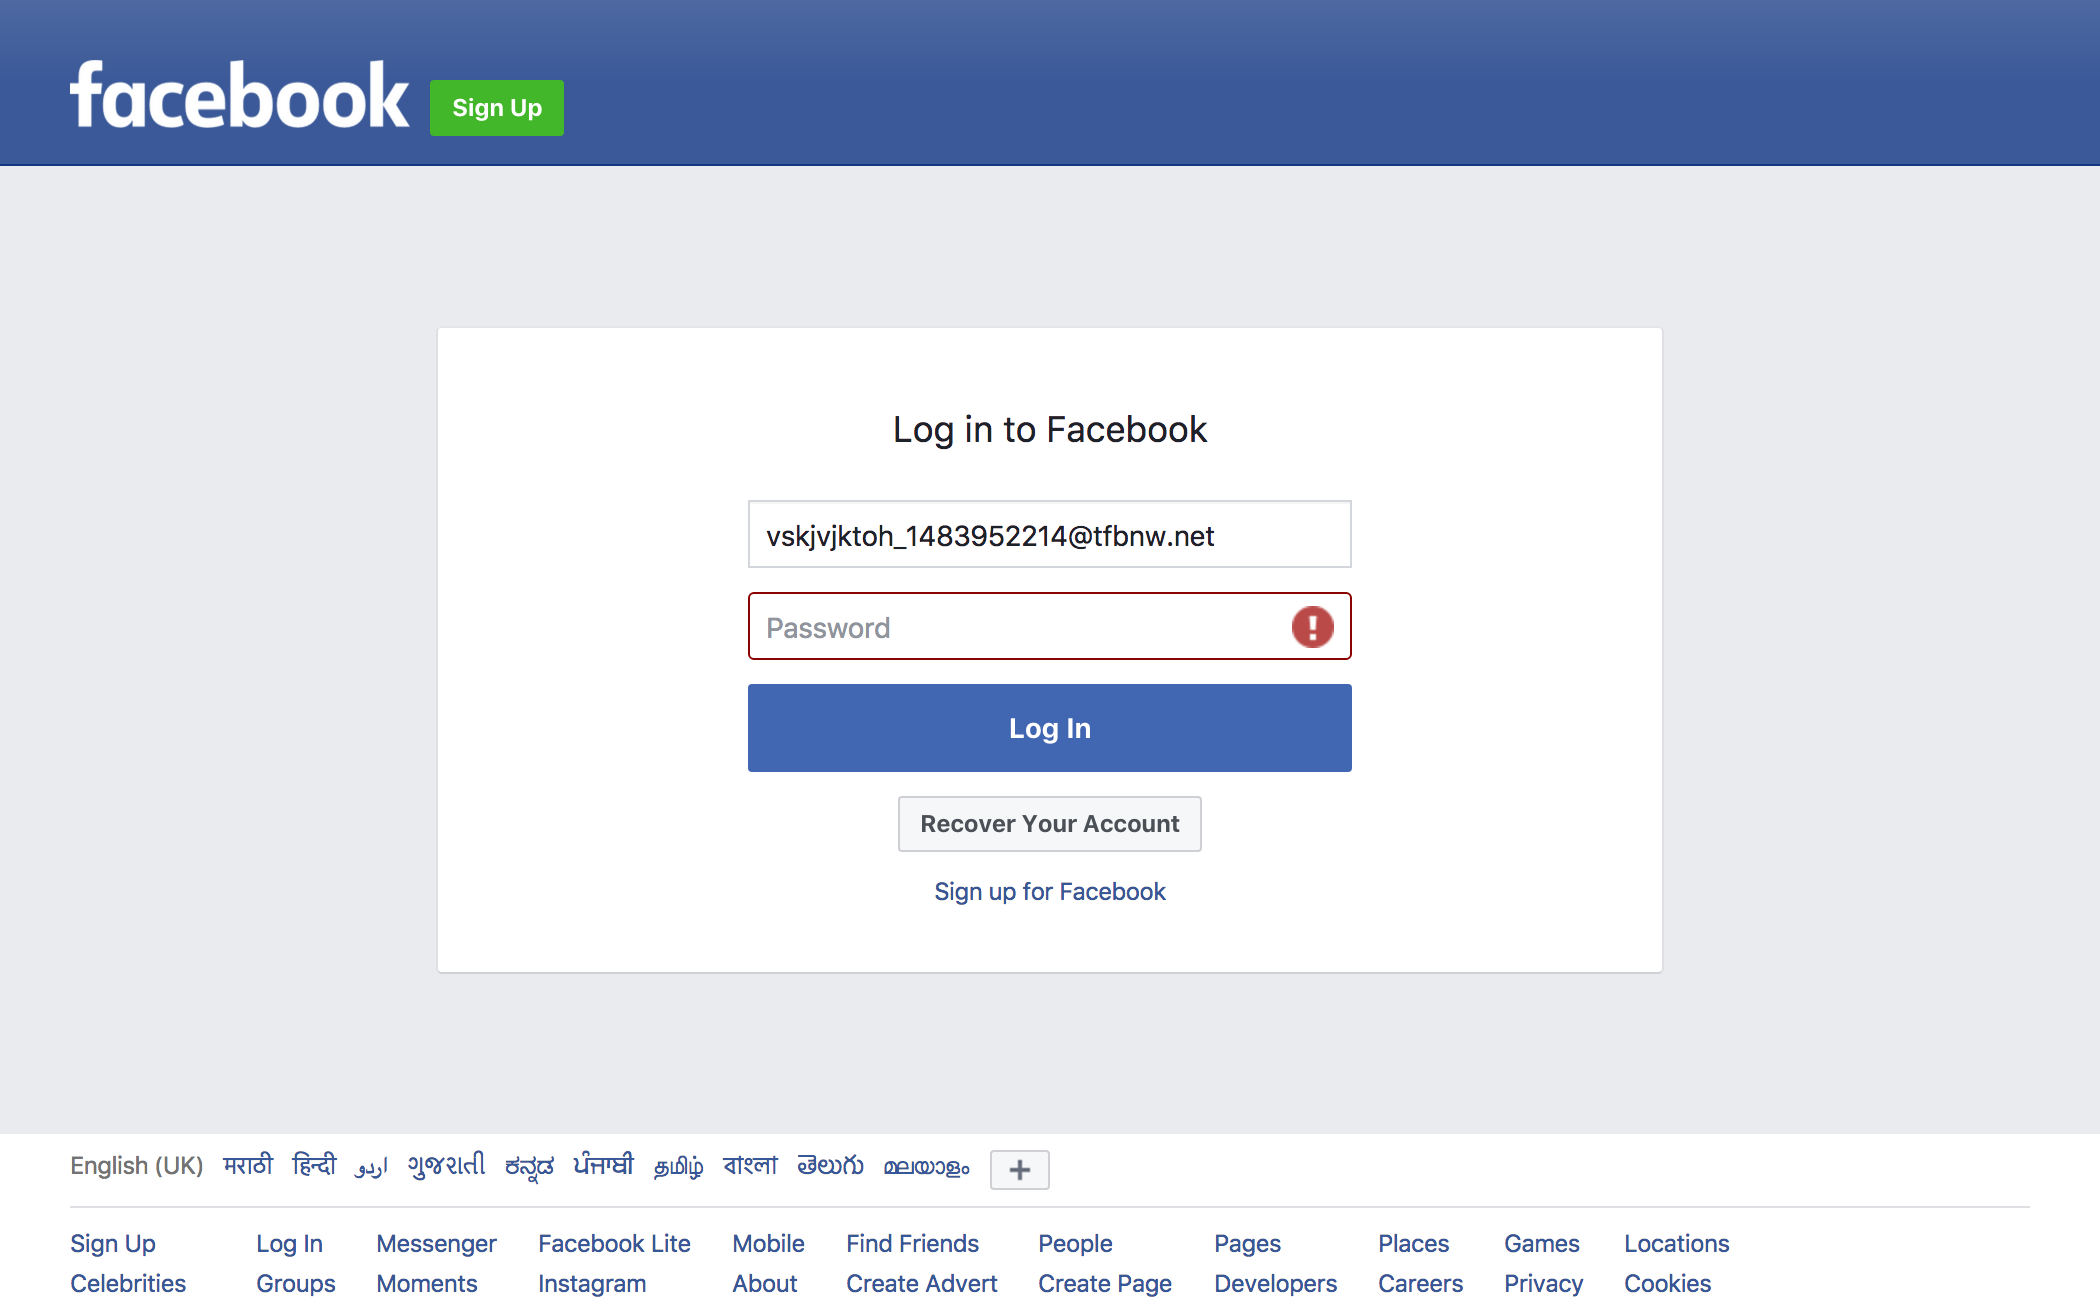 facebook Sign Up
Log in to Facebook
vskjvjktoh_1483952214@tfbnw.net
Password
Log In
Recover Your Account
Sign up for Facebook
English (UK) मराठी हिन्दी اردو ગુજરાતી ಕನ್ನಡ ਪੰਜਾਬੀ தமிழ் বাংলা తెలుగు മലയാളം
Sign Up Log In Messenger Facebook Lite Mobile Find Friends People Pages Places Games Locations
Celebrities Groups Moments Instagram About Create Advert Create Page Developers Careers Privacy Cookies